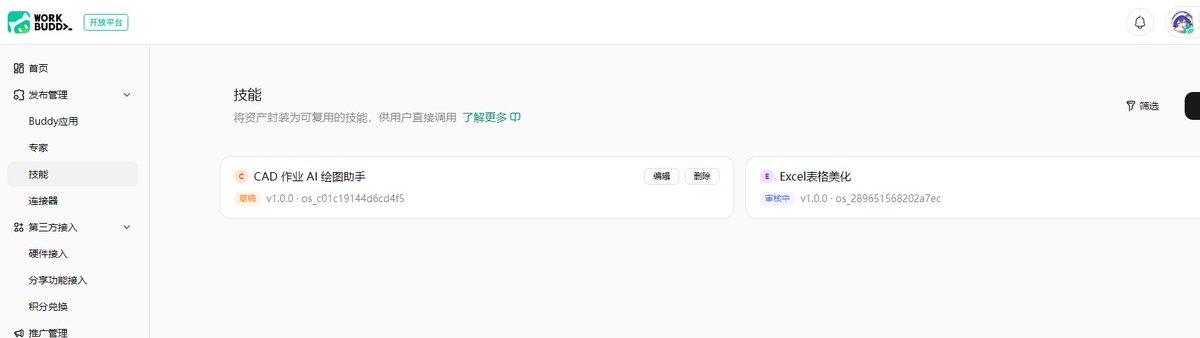 WORK
BUDD>_
开放平台
首页
发布管理
Buddy应用
专家
技能
连接器
第三方接入
硬件接入
分享功能接入
积分兑换
推广管理
技能
将资产封装为可复用的技能，供用户直接调用 了解更多
筛选
C CAD 作业 AI 绘图助手 编辑 删除
草稿 v1.0.0 · os_c01c19144d6cd4f5
E Excel表格美化
审核中 v1.0.0 · os_289651568202a7ec